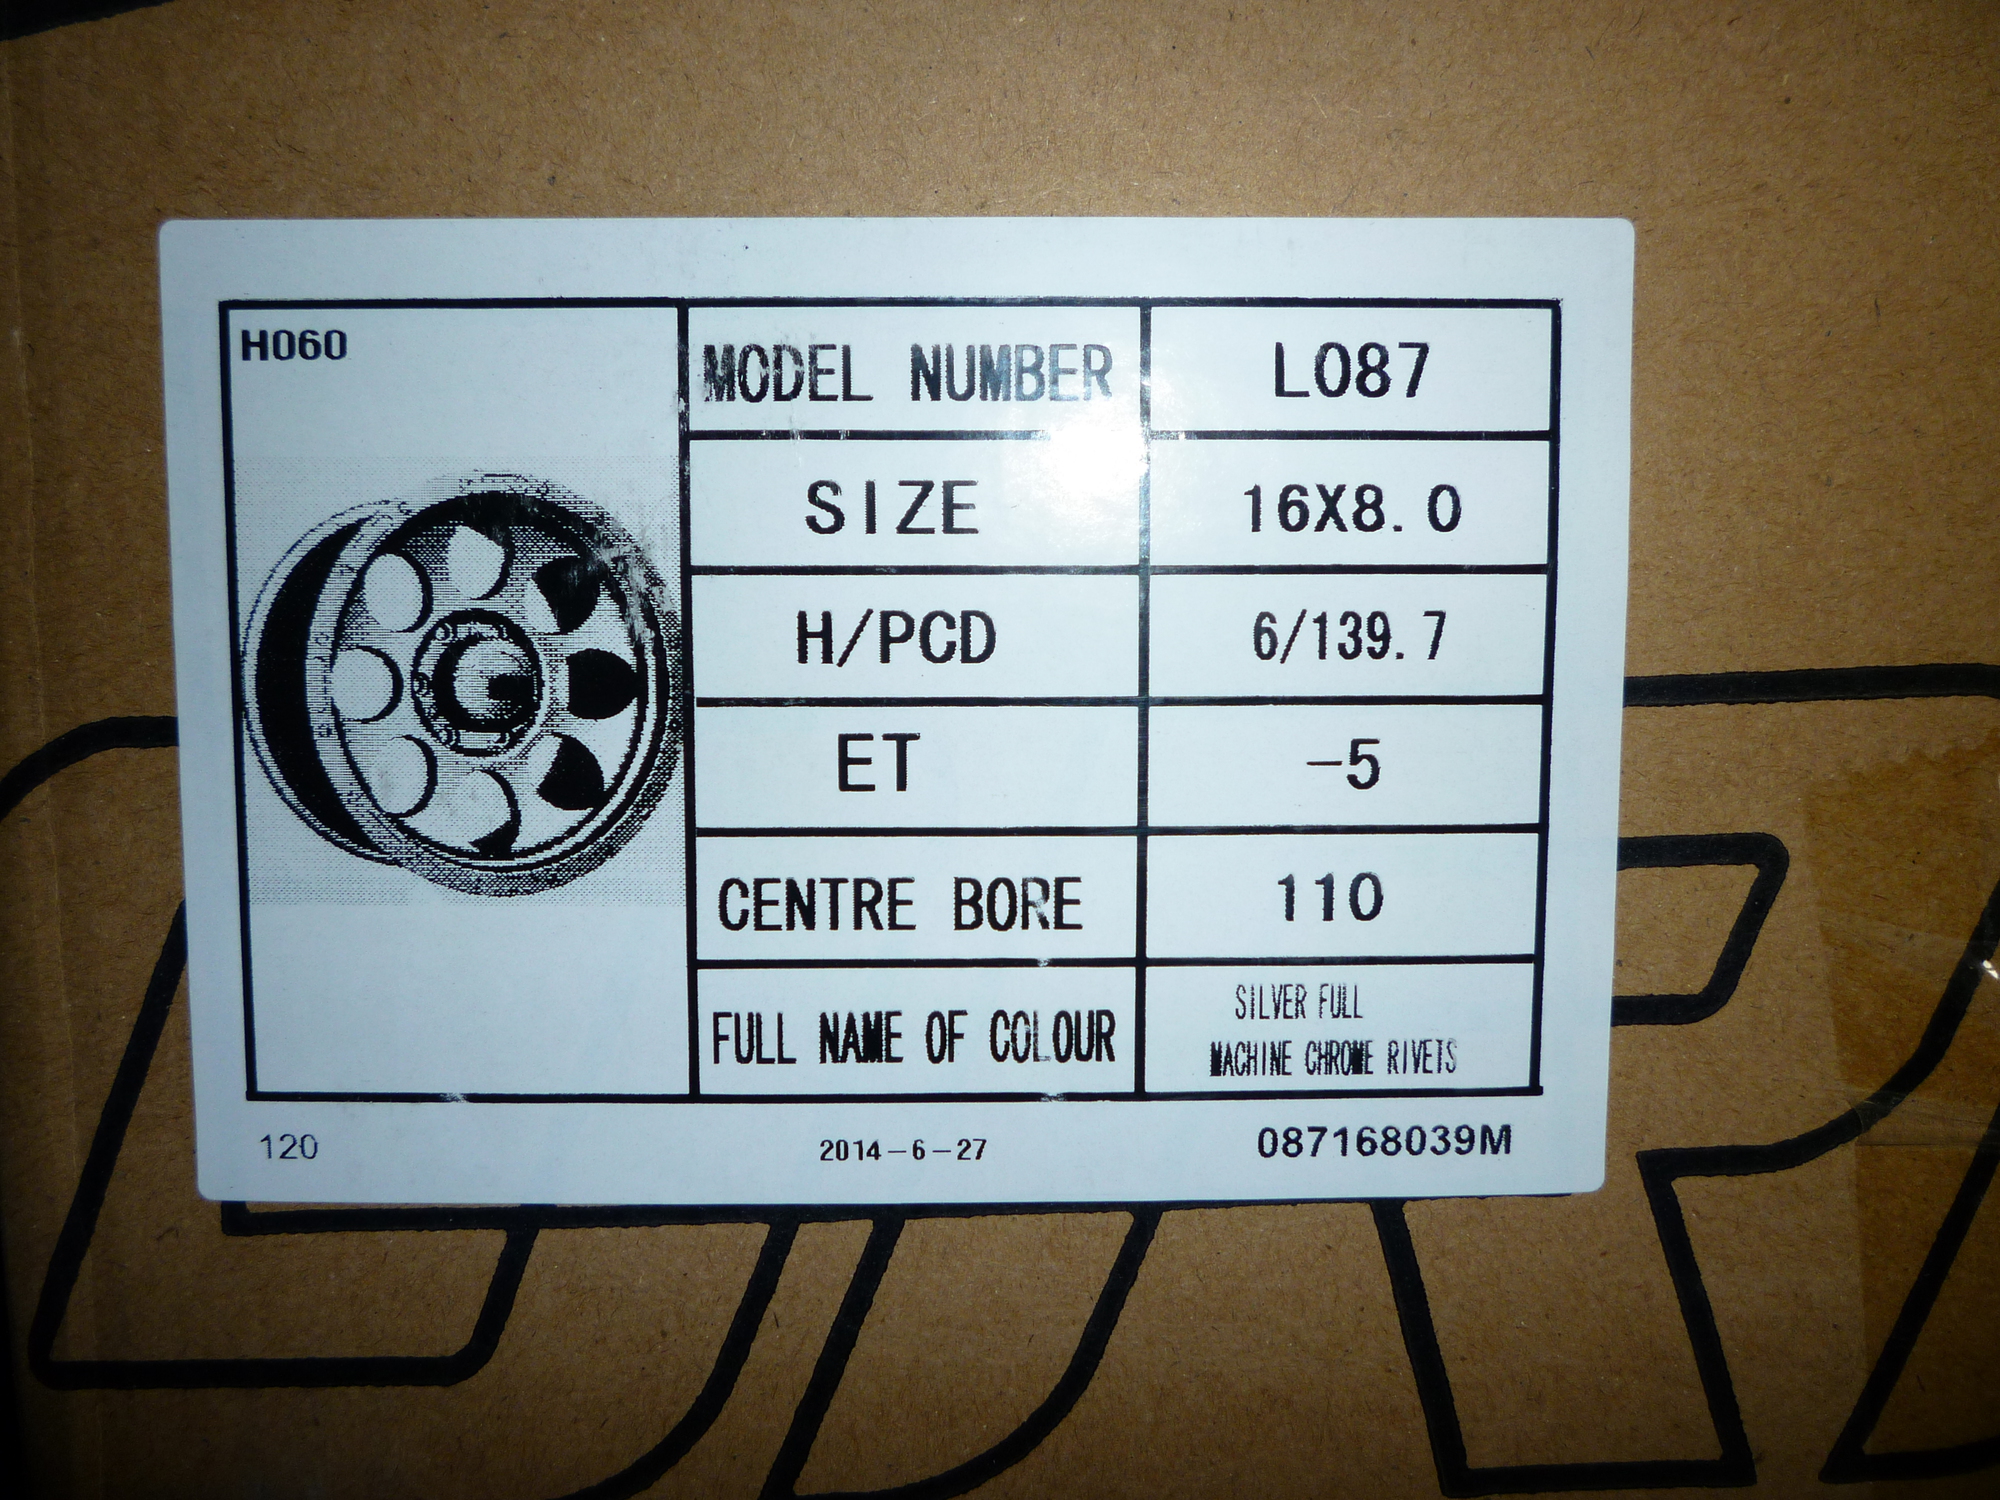 H060
MODEL NUMBER L087
SIZE 16X8.0
H/PCD 6/139.7
ET -5
CENTRE BORE 110
FULL NAME OF COLOUR SILVER FULL
MACHINE CHROME RIVETS
120 2014-6-27 087168039M